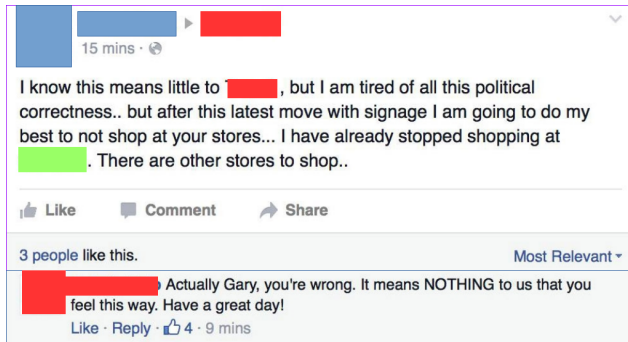 15 mins ·
I know this means little to , but I am tired of all this political
correctness.. but after this latest move with signage I am going to do my
best to not shop at your stores... I have already stopped shopping at
. There are other stores to shop..
Like Comment Share
3 people like this. Most Relevant
Actually Gary, you're wrong. It means NOTHING to us that you
feel this way. Have a great day!
Like · Reply · 4 · 9 mins